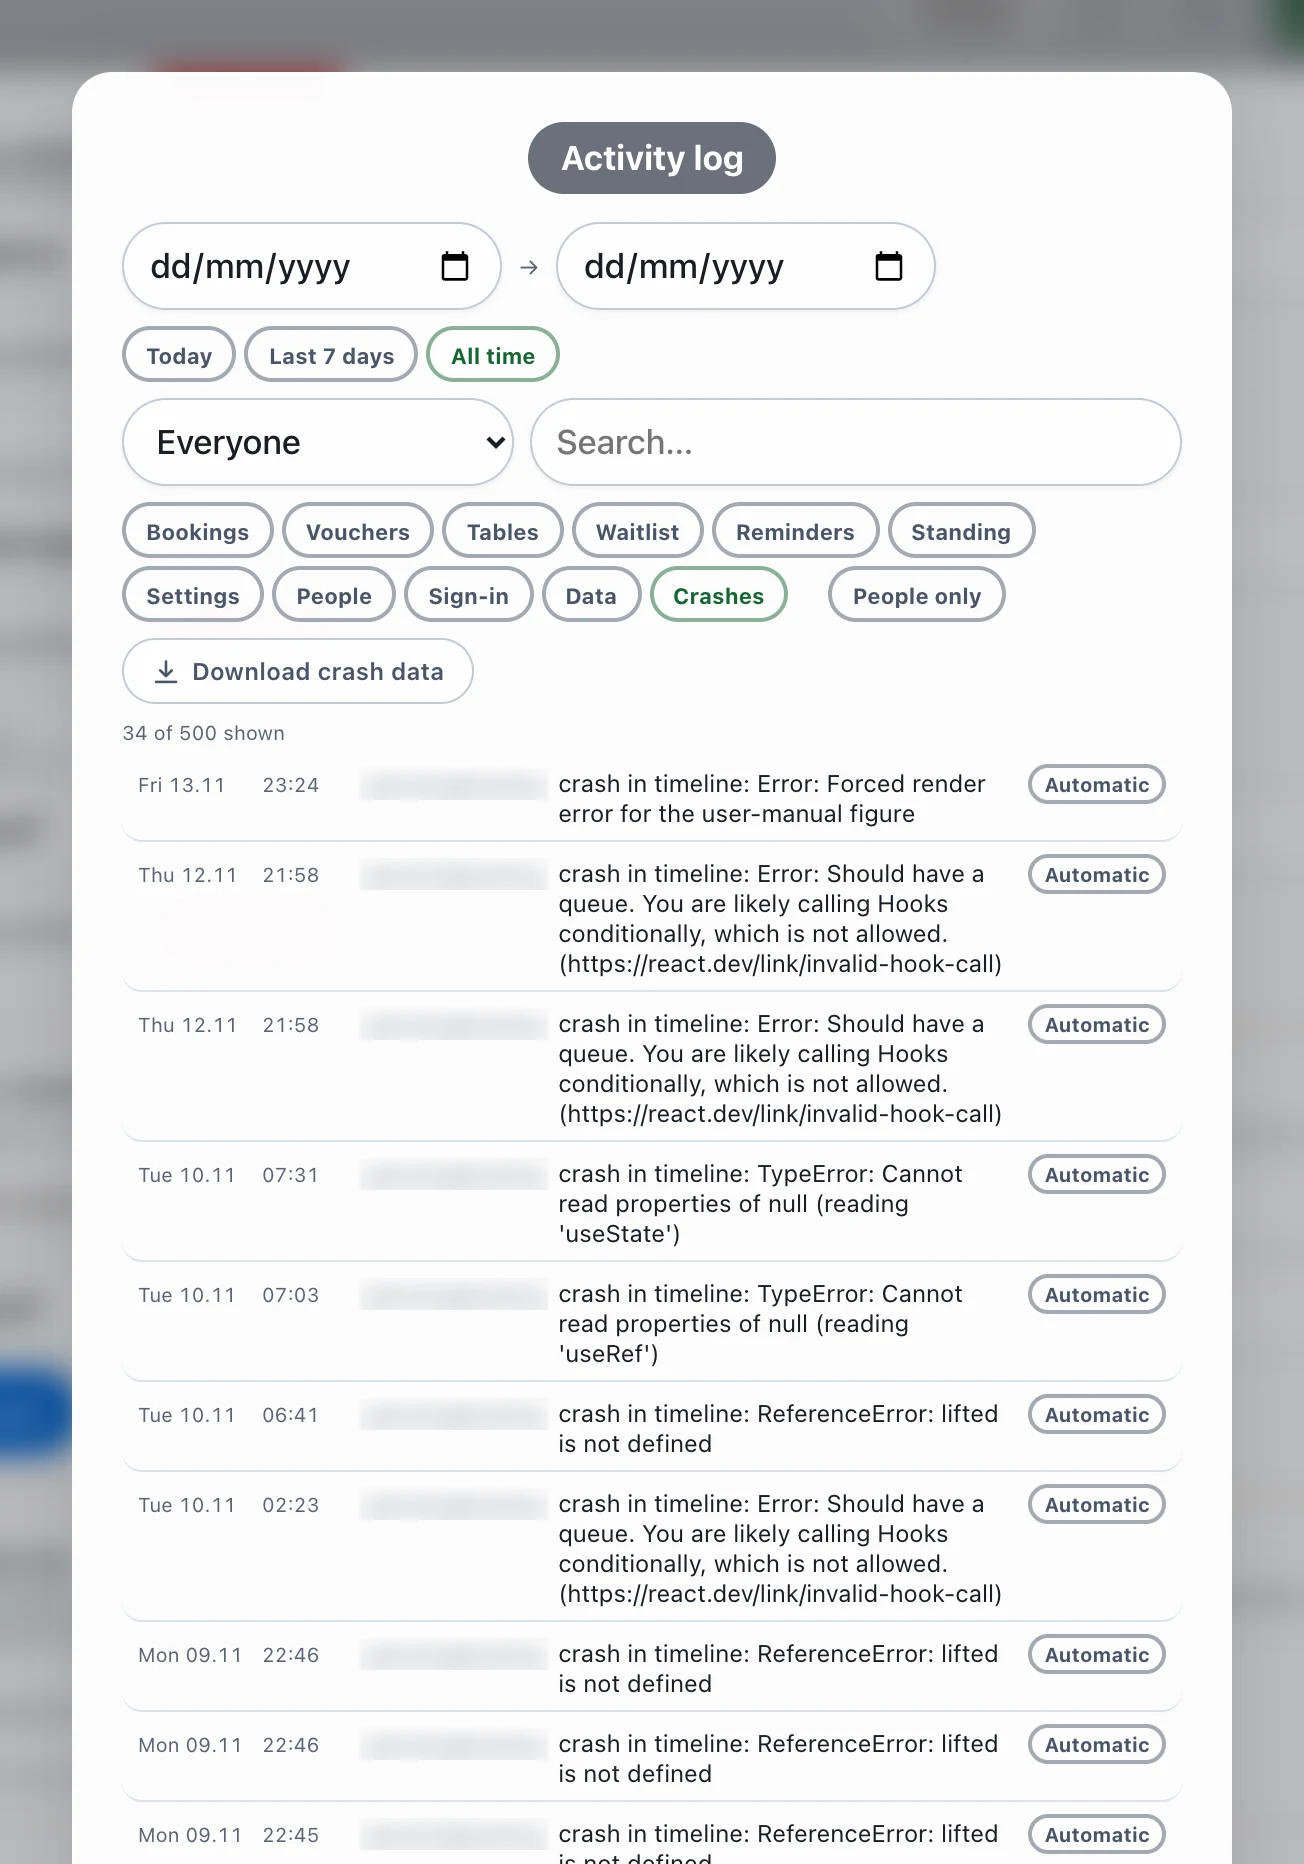 Activity log
dd/mm/yyyy → dd/mm/yyyy
Today Last 7 days All time
Everyone Search...
Bookings Vouchers Tables Waitlist Reminders Standing
Settings People Sign-in Data Crashes People only
Download crash data
34 of 500 shown
Fri 13.11 23:24 crash in timeline: Error: Forced render Automatic
error for the user-manual figure
Thu 12.11 21:58 crash in timeline: Error: Should have a Automatic
queue. You are likely calling Hooks
conditionally, which is not allowed.
(https://react.dev/link/invalid-hook-call)
Thu 12.11 21:58 crash in timeline: Error: Should have a Automatic
queue. You are likely calling Hooks
conditionally, which is not allowed.
(https://react.dev/link/invalid-hook-call)
Tue 10.11 07:31 crash in timeline: TypeError: Cannot Automatic
read properties of null (reading
'useState')
Tue 10.11 07:03 crash in timeline: TypeError: Cannot Automatic
read properties of null (reading
'useRef')
Tue 10.11 06:41 crash in timeline: ReferenceError: lifted Automatic
is not defined
Tue 10.11 02:23 crash in timeline: Error: Should have a Automatic
queue. You are likely calling Hooks
conditionally, which is not allowed.
(https://react.dev/link/invalid-hook-call)
Mon 09.11 22:46 crash in timeline: ReferenceError: lifted Automatic
is not defined
Mon 09.11 22:46 crash in timeline: ReferenceError: lifted Automatic
is not defined
Mon 09.11 22:45 crash in timeline: ReferenceError: lifted Automatic
is not defined